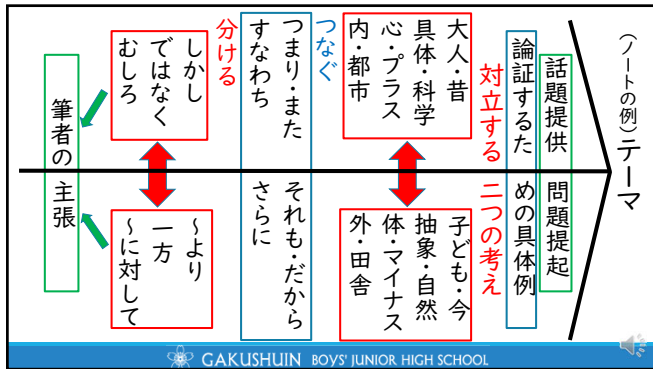 （ノートの例）テーマ
話題提供　問題提起
論証するための具体例
対立する二つの考え
大人・昔
具体・科学
心・プラス
内・都市
子ども・今
抽象・自然
体・マイナス
外・田舎
つなぐ
つまり・また
すなわち
それも・だから
さらに
分ける
しかし
ではなく
むしろ
～より
一方
～に対して
筆者の主張
GAKUSHUIN BOYS' JUNIOR HIGH SCHOOL